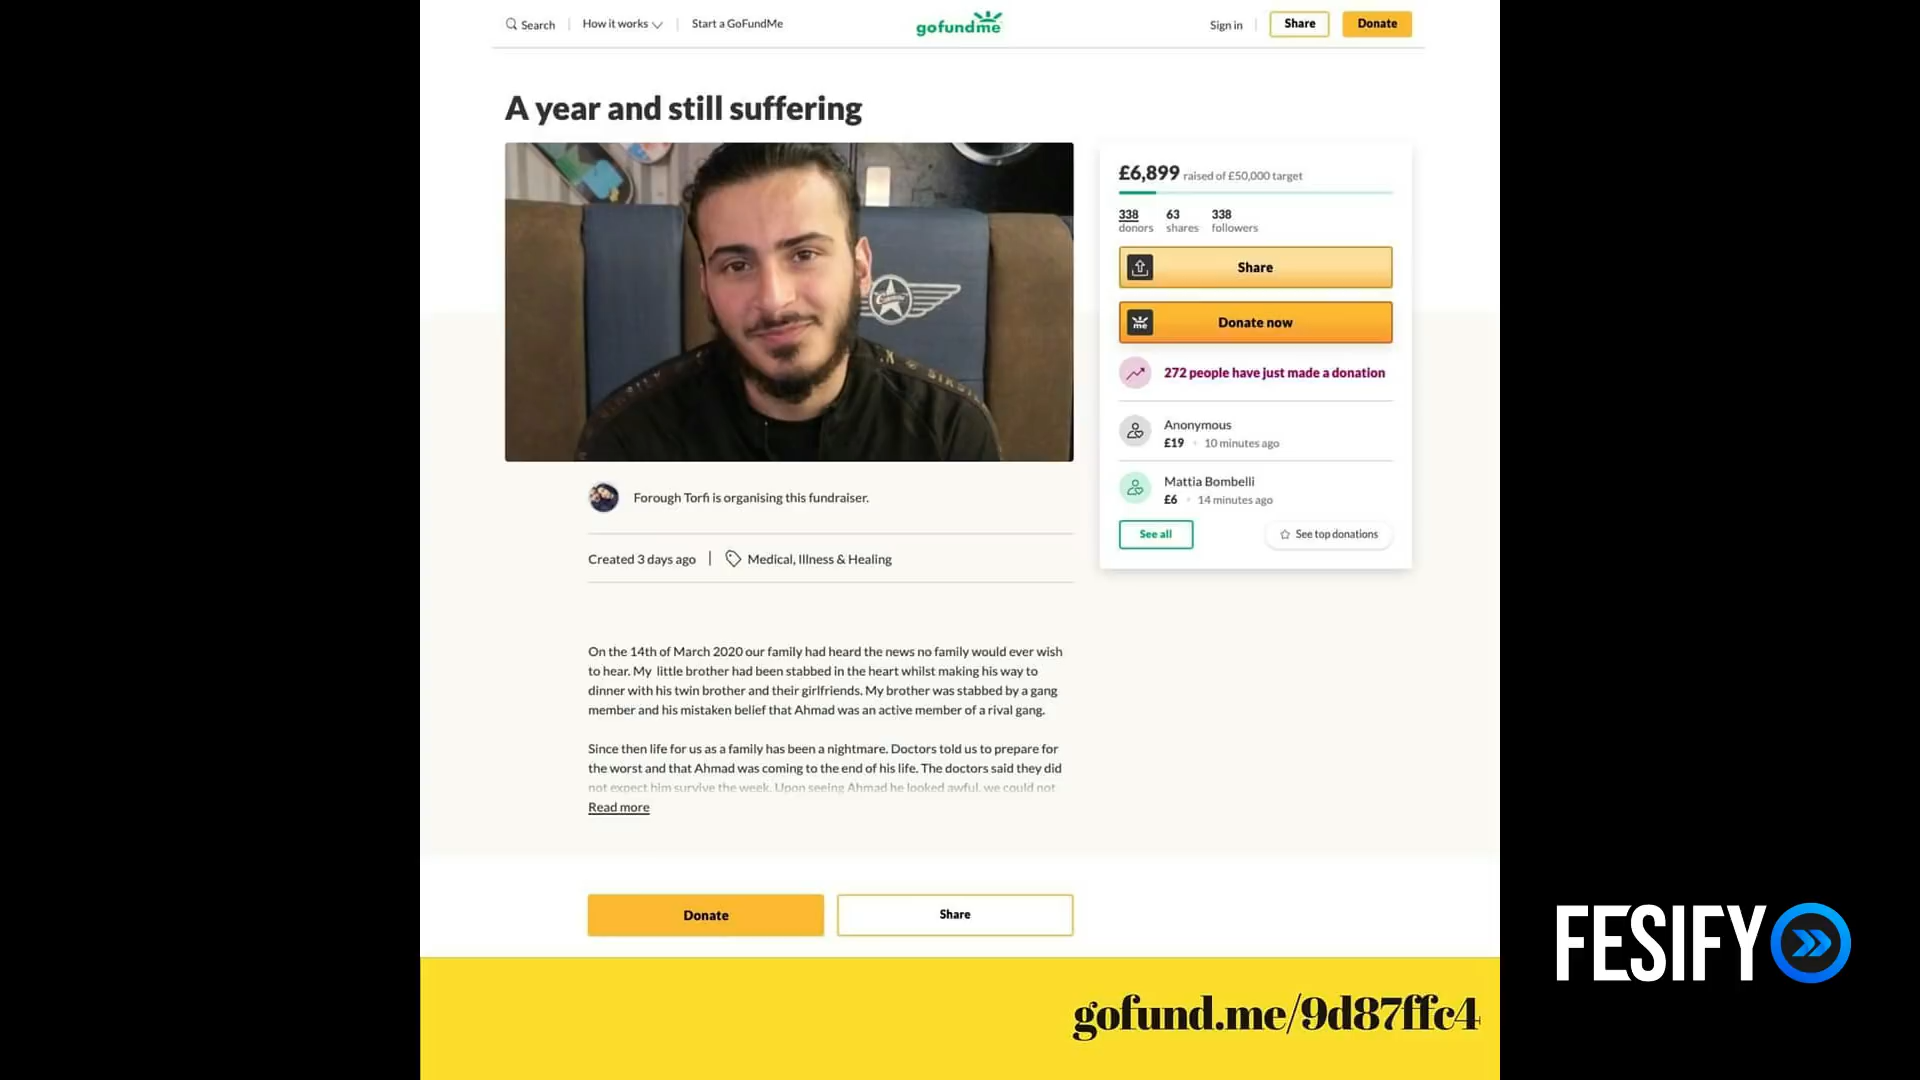 Search
How it works
Start a GoFundMe
gofundme
Sign in
Share
Donate
A year and still suffering
£6,899 raised of £50,000 target
338 donors
63 shares
338 followers
Share
me
Donate now
272 people have just made a donation
Anonymous
£19 • 10 minutes ago
Mattia Bombelli
£6 • 14 minutes ago
See all
See top donations
Forough Torfi is organising this fundraiser.
Created 3 days ago | Medical, Illness & Healing
On the 14th of March 2020 our family had heard the news no family would ever wish
to hear. My little brother had been stabbed in the heart whilst making his way to
dinner with his twin brother and their girlfriends. My brother was stabbed by a gang
member and his mistaken belief that Ahmad was an active member of a rival gang.
Since then life for us as a family has been a nightmare. Doctors told us to prepare for
the worst and that Ahmad was coming to the end of his life. The doctors said they did
not expect him survive the week. Upon seeing Ahmad he looked awful, we could not
Read more
Donate
Share
gofund.me/9d87ffc4
FESIFY